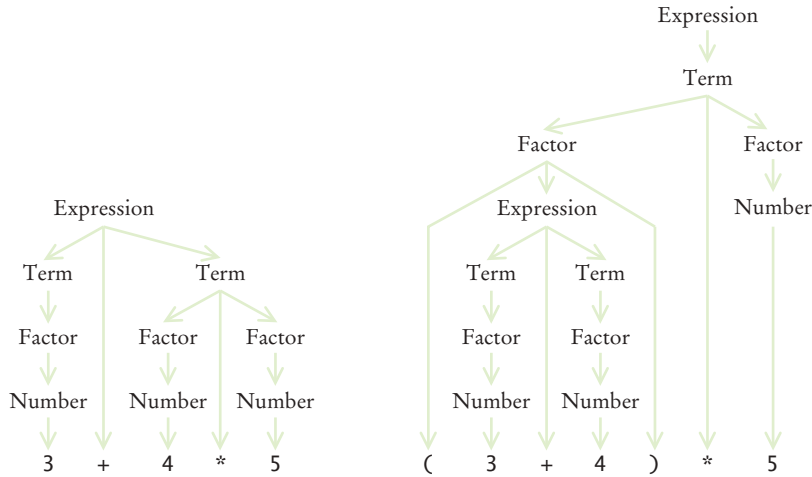 Expression
Term
Factor Factor
Expression Expression Number
Term Term Term Term
Factor Factor Factor Factor Factor
Number Number Number Number Number
3 + 4 * 5 ( 3 + 4 ) * 5